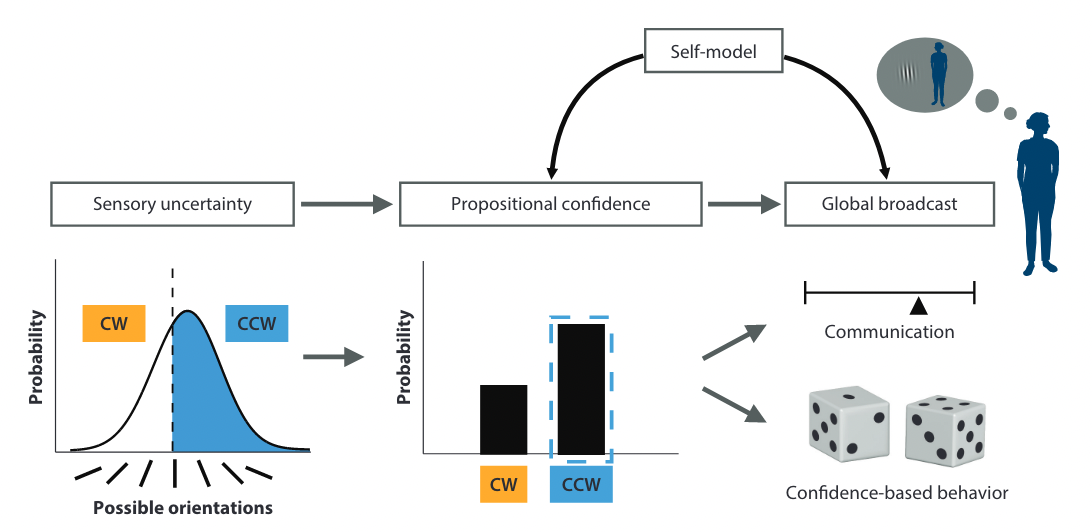 Self-model
Sensory uncertainty
Propositional confidence
Global broadcast
Probability
CW
CCW
Possible orientations
Probability
CW
CCW
Communication
Confidence-based behavior